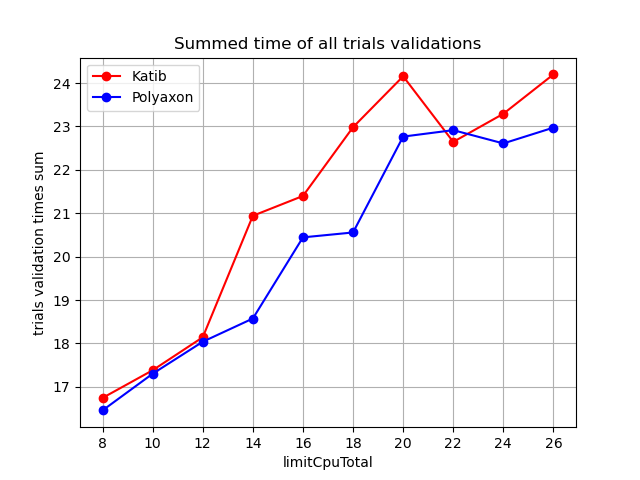 Summed time of all trials validations
Katib
Polyaxon
trials validation times sum
24
23
22
21
20
19
18
17
8 10 12 14 16 18 20 22 24 26
limitCpuTotal